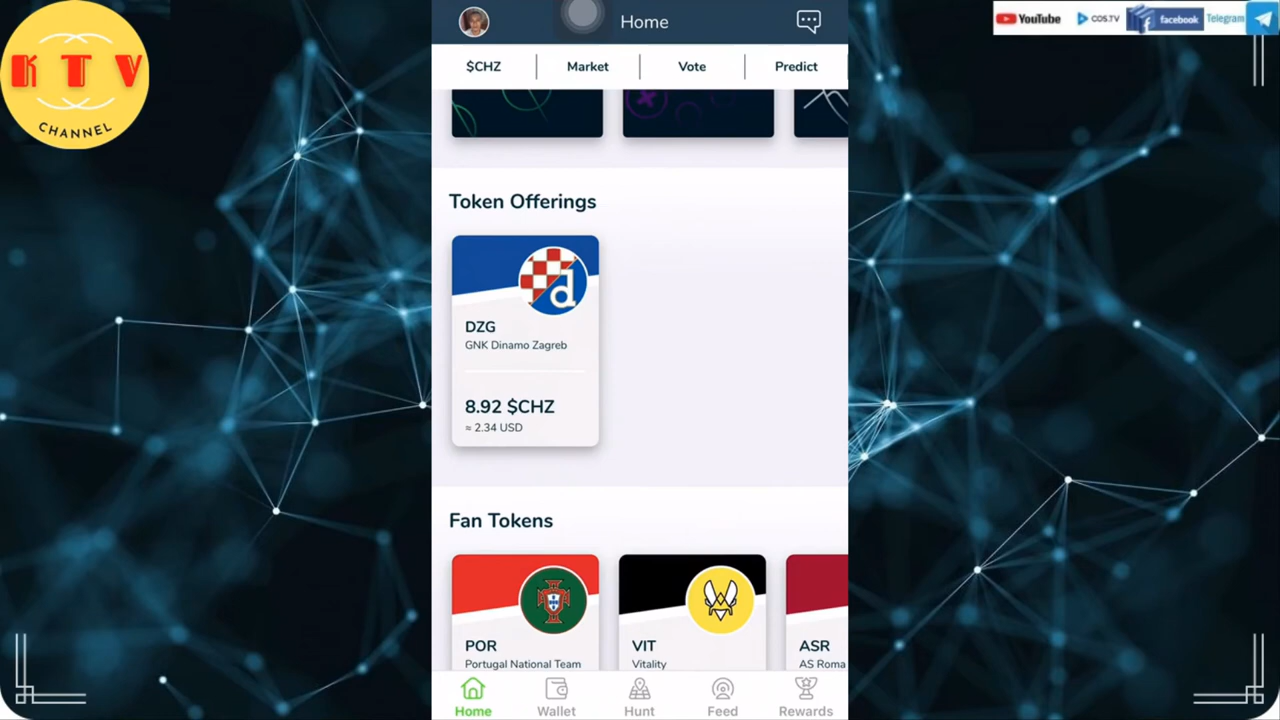 K T V
CHANNEL
Home
YouTube
COS.TV
facebook
Telegram
$CHZ
Market
Vote
Predict
Token Offerings
d
DZG
GNK Dinamo Zagreb
8.92 $CHZ
≈ 2.34 USD
Fan Tokens
POR
Portugal National Team
VIT
Vitality
ASR
AS Roma
Home
Wallet
Hunt
Feed
Rewards